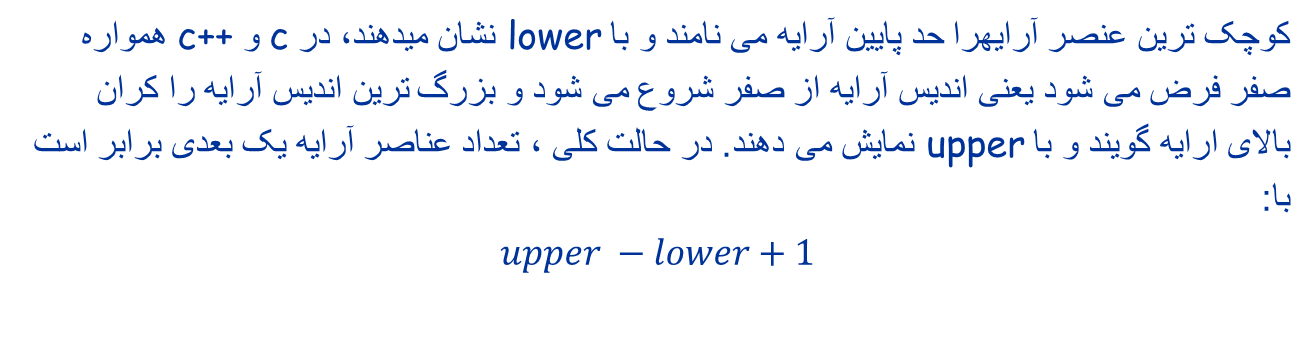 کوچک ترین عنصر آرایهرا حد پایین آرایه می نامند و با lower نشان میدهند، در c و c++ همواره
صفر فرض می شود یعنی اندیس آرایه از صفر شروع می شود و بزرگ ترین اندیس آرایه را کران
بالای ارایه گویند و با upper نمایش می دهند. در حالت کلی ، تعداد عناصر آرایه یک بعدی برابر است
با:
upper − lower + 1